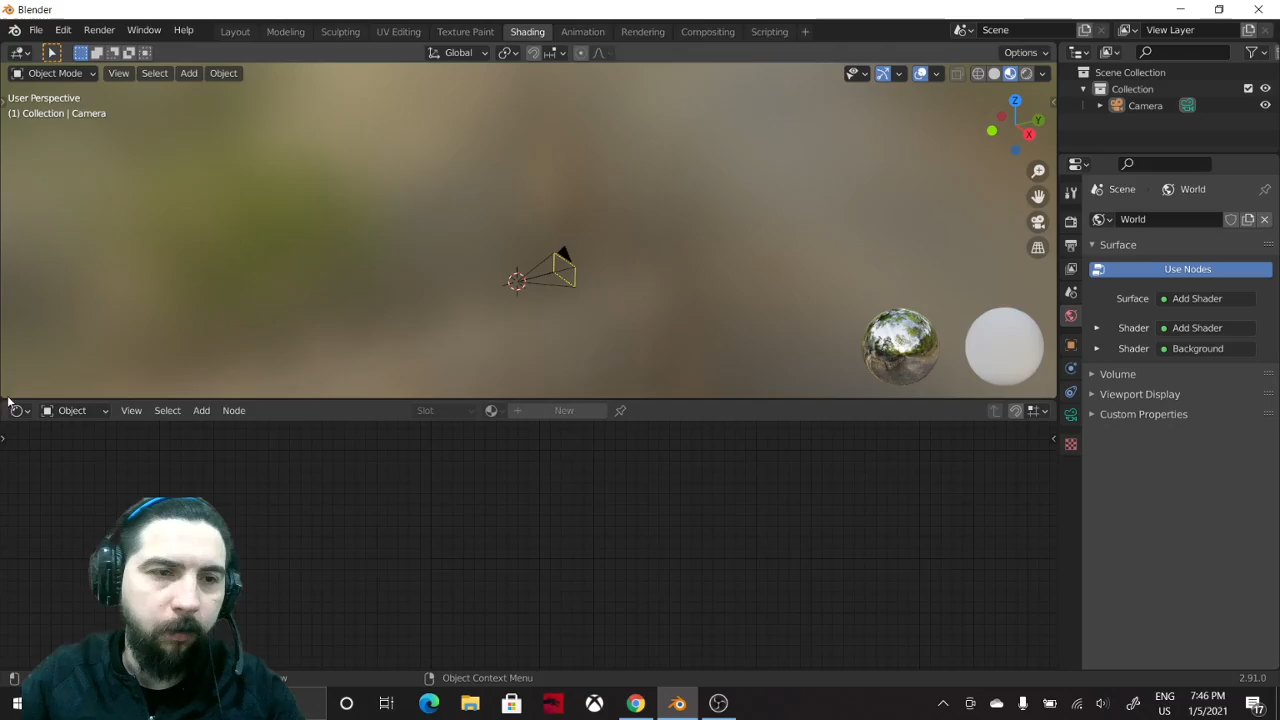 Blender
File Edit Render Window Help Layout Modeling Sculpting UV Editing Texture Paint Shading Animation Rendering Compositing Scripting + Scene View Layer
Global Options
Object Mode View Select Add Object
User Perspective
(1) Collection | Camera
Z
Y
X
Scene Collection
Collection
Camera
Scene World
World
Surface
Use Nodes
Surface Add Shader
Shader Add Shader
Shader Background
Volume
Viewport Display
Custom Properties
Object View Select Add Node Slot New
Object Context Menu 2.91.0
ENG
US
7:46 PM
1/5/2021
17